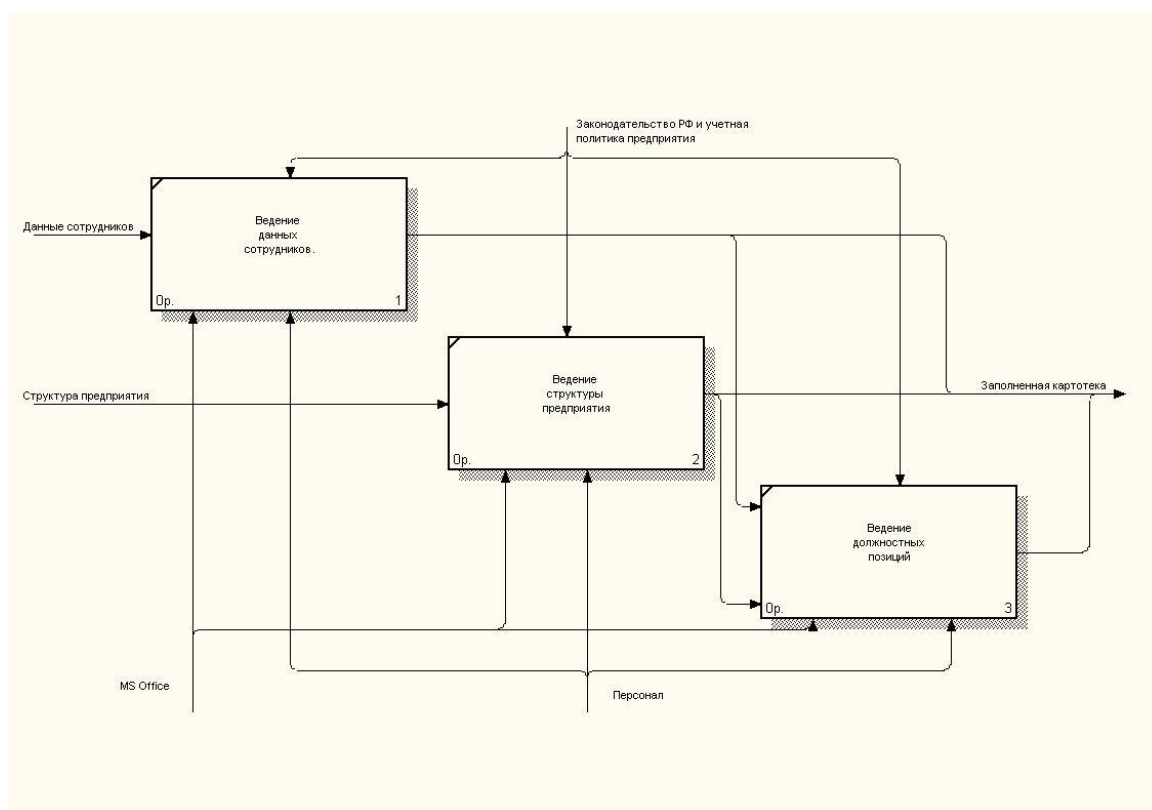 Законодательство РФ и учетная
политика предприятия
Данные сотрудников
Ведение
данных
сотрудников.
0р.
1
Структура предприятия
Ведение
структуры
предприятия
0р.
2
Заполненная картотека
Ведение
должностных
позиций
0р.
3
MS Office
Персонал